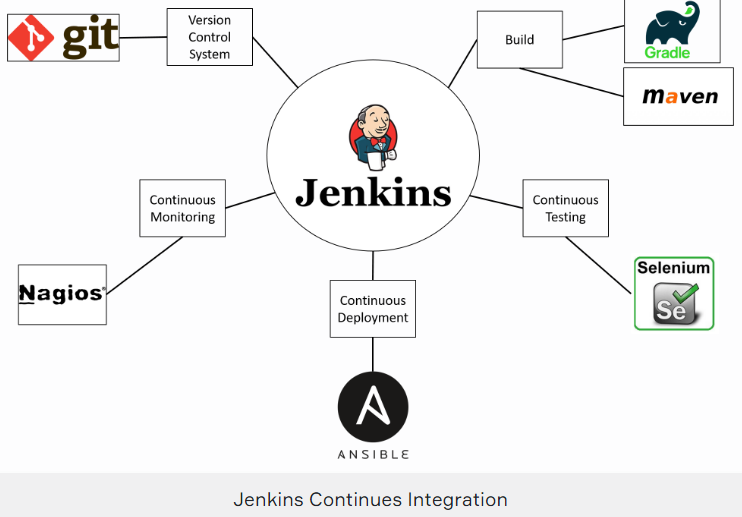 git
Version
Control
System
Build
Gradle
maven
Jenkins
Continuous
Monitoring
Continuous
Testing
Nagios®
Continuous
Deployment
Selenium
Se
ANSIBLE
Jenkins Continues Integration